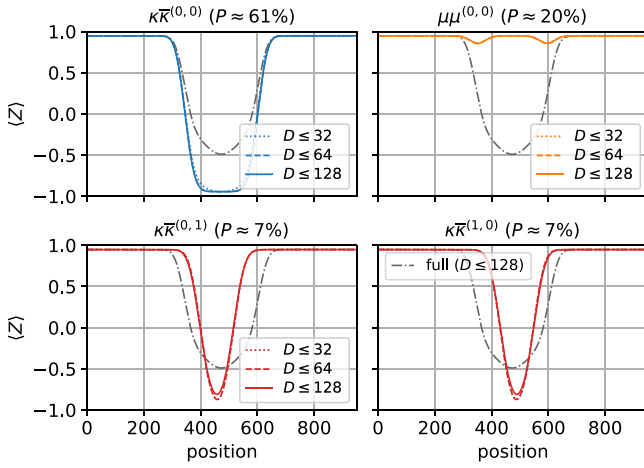 κκ̅⁽⁰,⁰⁾ (P ≈ 61%)
μμ⁽⁰,⁰⁾ (P ≈ 20%)
⟨Z⟩
1.0
0.5
0.0
−0.5
−1.0
D ≤ 32
D ≤ 64
D ≤ 128
D ≤ 32
D ≤ 64
D ≤ 128
κκ̅⁽⁰,¹⁾ (P ≈ 7%)
κκ̅⁽¹,⁰⁾ (P ≈ 7%)
⟨Z⟩
1.0
0.5
0.0
−0.5
−1.0
D ≤ 32
D ≤ 64
D ≤ 128
full (D ≤ 128)
0 200 400 600 800
0 200 400 600 800
position
position